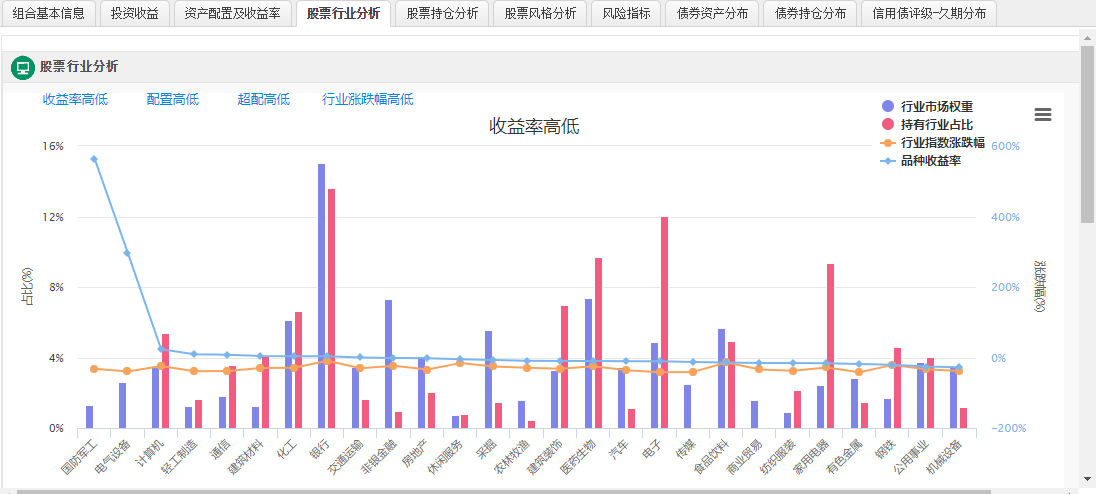 组合基本信息 投资收益 资产配置及收益率 股票行业分析 股票持仓分析 股票风格分析 风险指标 债券资产分布 债券持仓分布 信用债评级-久期分布
股票行业分析
收益率高低 配置高低 超配高低 行业涨跌幅高低
收益率高低
行业市场权重
持有行业占比
行业指数涨跌幅
品种收益率
占比(%)
16%
12%
8%
4%
0%
600%
400%
200%
0%
-200%
涨跌幅(%)
国防军工 电气设备 计算机 轻工制造 通信 建筑材料 化工 银行 交通运输 非银金融 房地产 休闲服务 采掘 农林牧渔 建筑装饰 医药生物 汽车 电子 传媒 食品饮料 商业贸易 纺织服装 家用电器 有色金属 钢铁 公用事业 机械设备